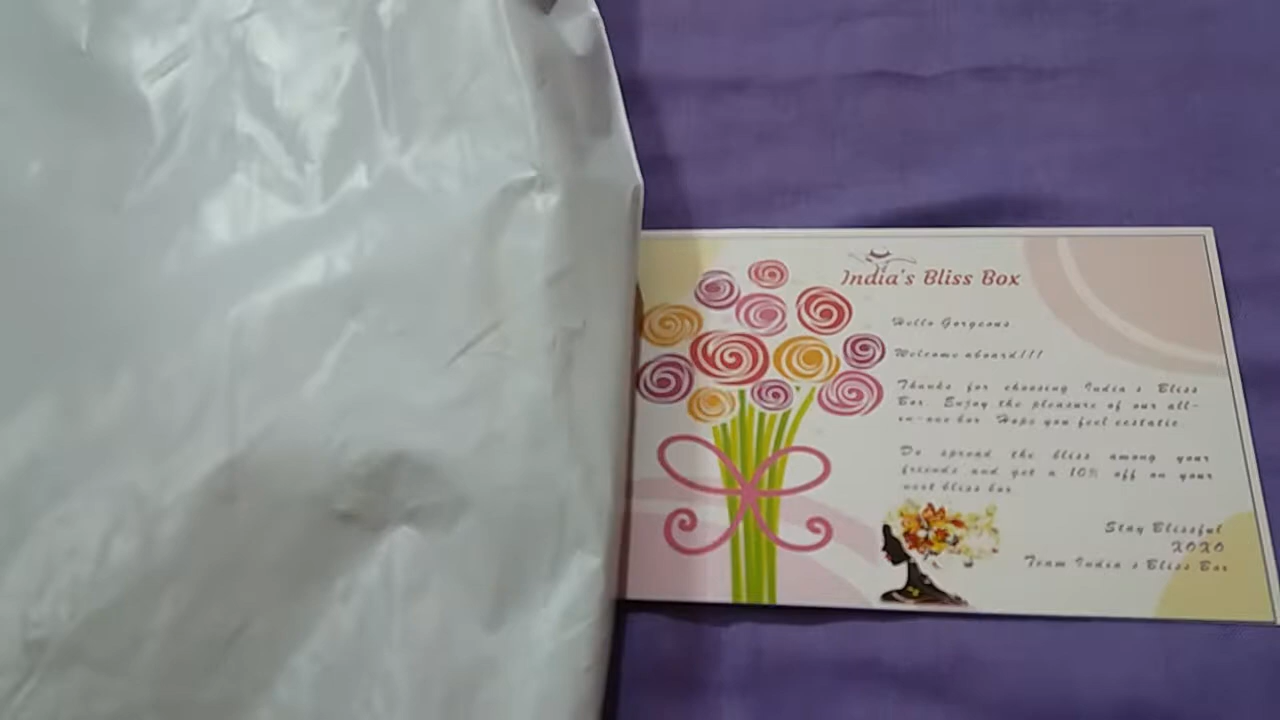 India's Bliss Box
Hello Gorgeous
Welcome aboard!!!
Thanks for choosing India's Bliss
Box. Enjoy the pleasure of our all-
in-one box. Hope you feel ecstatic.
Do spread the bliss among your
friends and get a 10% off on your
next bliss box
Stay Blissful
XOXO
Team India's Bliss Box